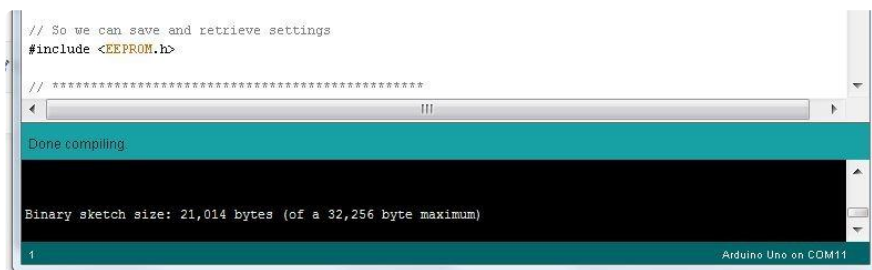 // So we can save and retrieve settings
#include <EEPROM.h>
// ************************************************
Done compiling
Binary sketch size: 21,014 bytes (of a 32,256 byte maximum)
1 Arduino Uno on COM11